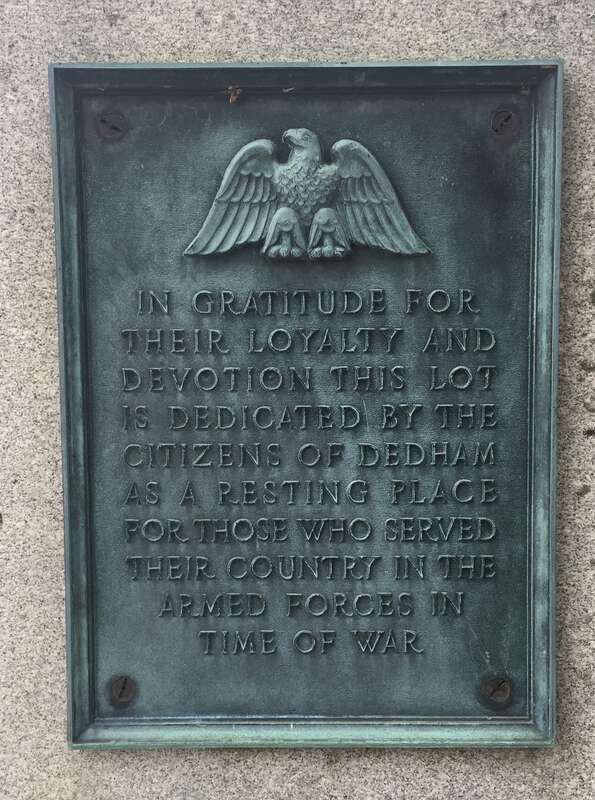 IN GRATITUDE FOR
THEIR LOYALTY AND
DEVOTION THIS LOT
IS DEDICATED BY THE
CITIZENS OF DEDHAM
AS A RESTING PLACE
FOR THOSE WHO SERVED
THEIR COUNTRY IN THE
ARMED FORCES IN
TIME OF WAR